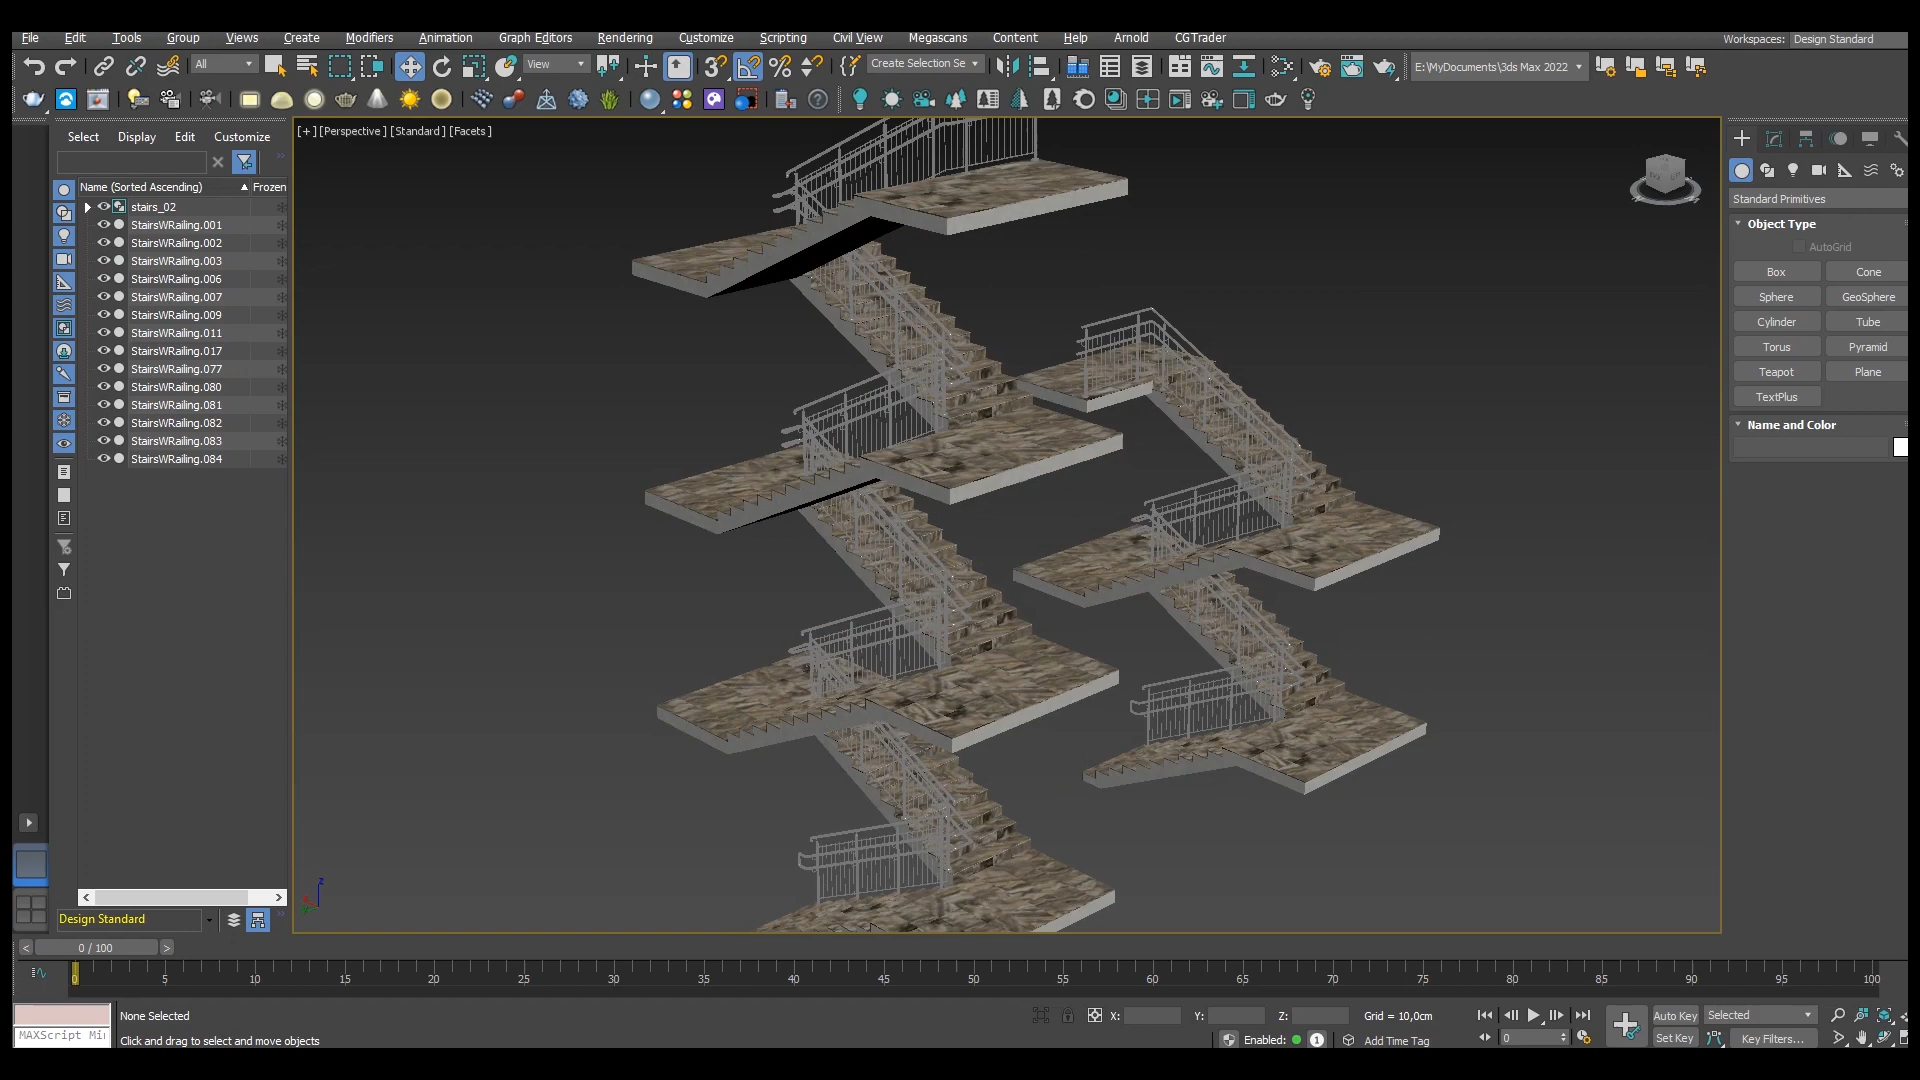 File Edit Tools Group Views Create Modifiers Animation Graph Editors Rendering Customize Scripting Civil View Megascans Content Help Arnold CGTrader
Workspaces: Design Standard
All
View
Create Selection Se
E:\MyDocuments\3ds Max 2022
Select Display Edit Customize
Name (Sorted Ascending) Frozen
stairs_02
StairsWRailing.001
StairsWRailing.002
StairsWRailing.003
StairsWRailing.006
StairsWRailing.007
StairsWRailing.009
StairsWRailing.011
StairsWRailing.017
StairsWRailing.077
StairsWRailing.080
StairsWRailing.081
StairsWRailing.082
StairsWRailing.083
StairsWRailing.084
Design Standard
[+] [Perspective] [Standard] [Facets]
z
Standard Primitives
Object Type
AutoGrid
Box Cone
Sphere GeoSphere
Cylinder Tube
Torus Pyramid
Teapot Plane
TextPlus
Name and Color
< 0 / 100 >
0 5 10 15 20 25 30 35 40 45 50 55 60 65 70 75 80 85 90 95 100
None Selected
MAXScript Mi
Click and drag to select and move objects
X: Y: Z: Grid = 10,0cm
Enabled: 1 Add Time Tag
0
Auto Key Selected
Set Key Key Filters...